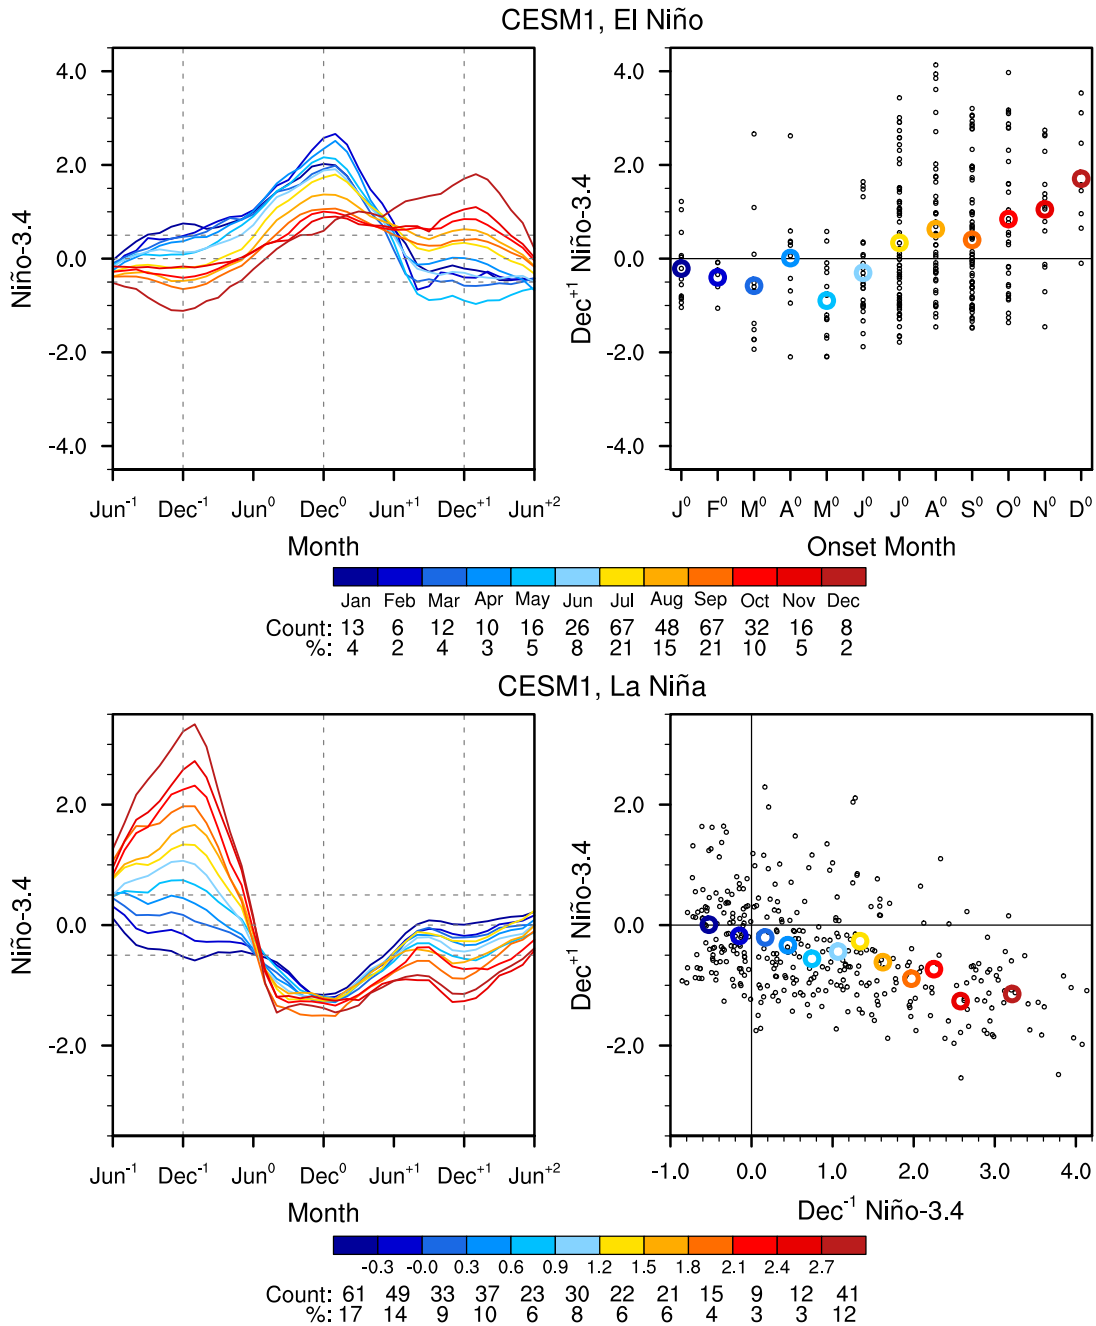 CESM1, El Niño
4.0
2.0
0.0
-2.0
-4.0
Niño-3.4
Jun⁻¹ Dec⁻¹ Jun⁰ Dec⁰ Jun⁺¹ Dec⁺¹ Jun⁺²
Month
4.0
2.0
0.0
-2.0
-4.0
Dec⁺¹ Niño-3.4
J⁰ F⁰ M⁰ A⁰ M⁰ J⁰ J⁰ A⁰ S⁰ O⁰ N⁰ D⁰
Onset Month
Jan Feb Mar Apr May Jun Jul Aug Sep Oct Nov Dec
Count: 13 6 12 10 16 26 67 48 67 32 16 8
%: 4 2 4 3 5 8 21 15 21 10 5 2
CESM1, La Niña
2.0
0.0
-2.0
Niño-3.4
Jun⁻¹ Dec⁻¹ Jun⁰ Dec⁰ Jun⁺¹ Dec⁺¹ Jun⁺²
Month
2.0
0.0
-2.0
Dec⁺¹ Niño-3.4
-1.0 0.0 1.0 2.0 3.0 4.0
Dec⁻¹ Niño-3.4
-0.3 -0.0 0.3 0.6 0.9 1.2 1.5 1.8 2.1 2.4 2.7
Count: 61 49 33 37 23 30 22 21 15 9 12 41
%: 17 14 9 10 6 8 6 6 4 3 3 12